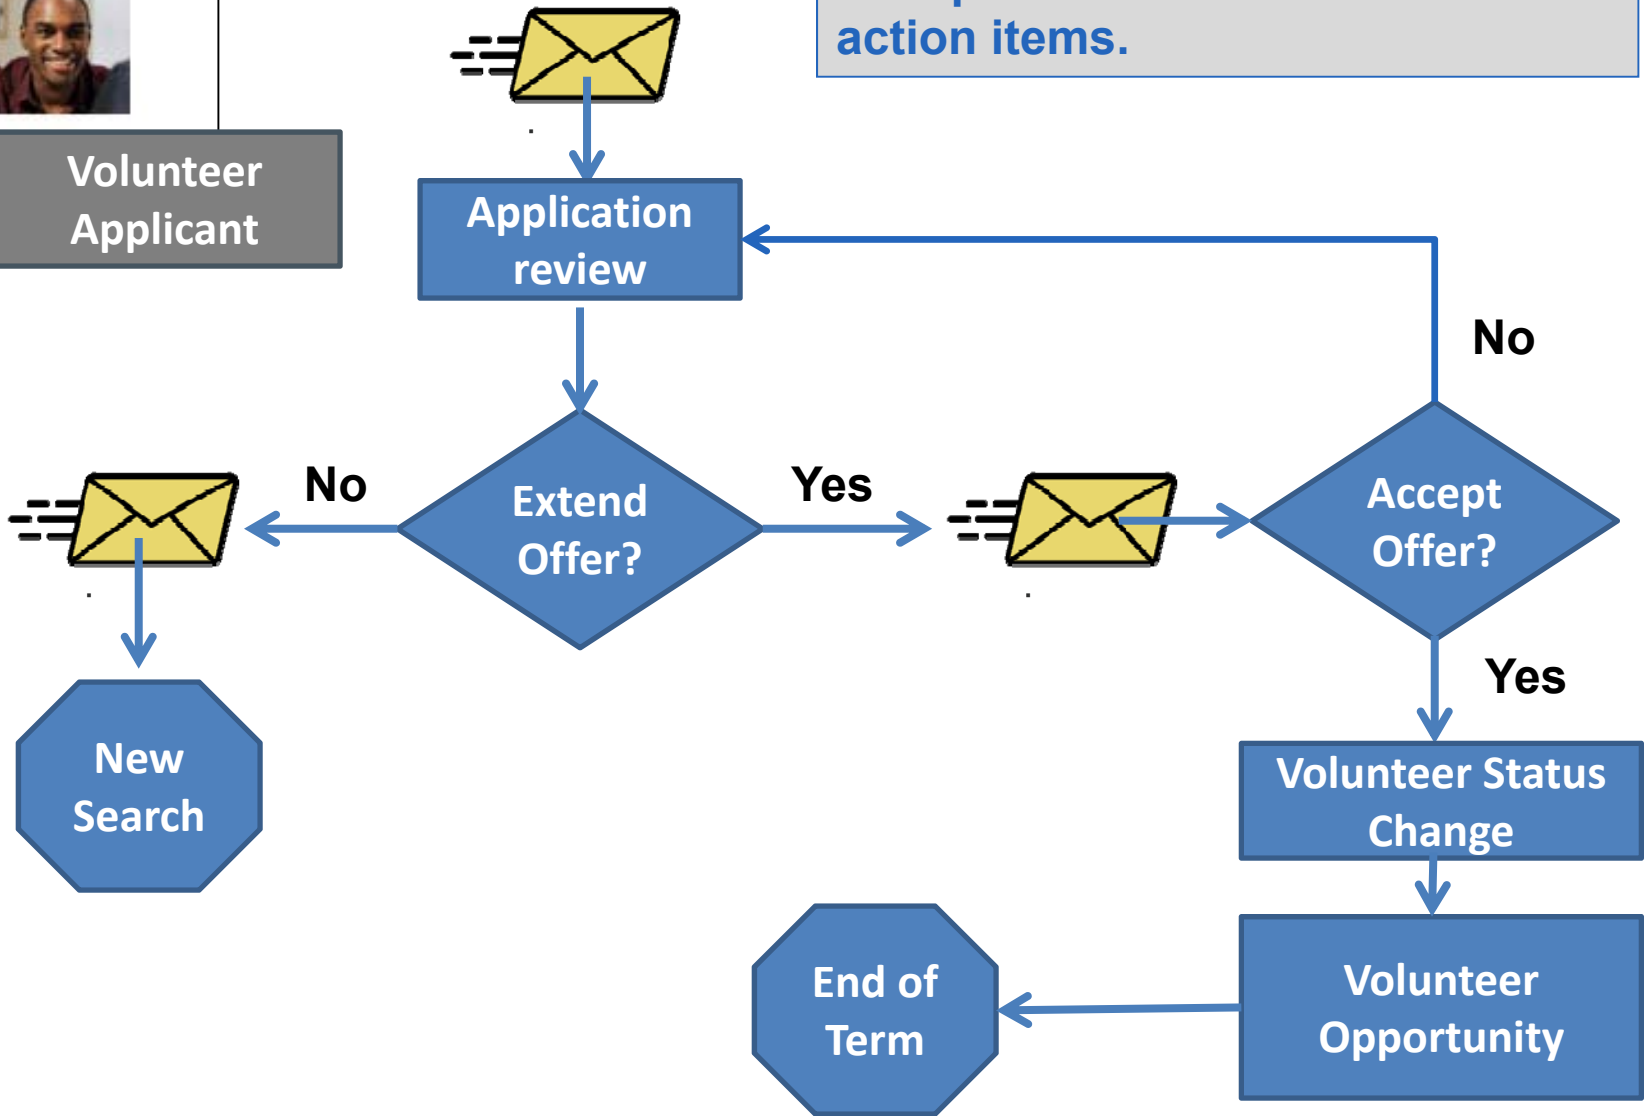 action items.
Volunteer
Applicant
Application
review
No
No
Extend
Offer?
Yes
Accept
Offer?
Yes
New
Search
Volunteer Status
Change
End of
Term
Volunteer
Opportunity